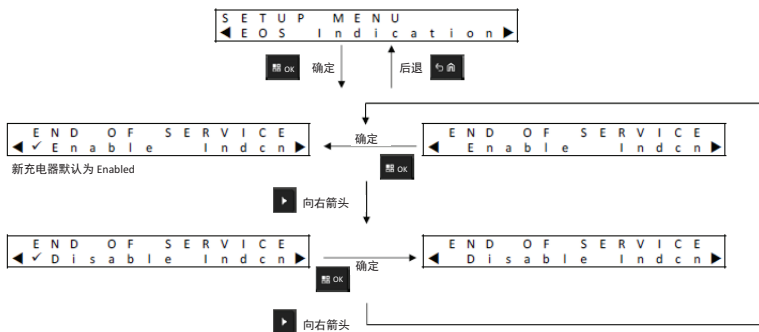 SETUP MENU
◀EOS Indication▶
OK 确定
后退
END OF SERVICE
◀✓Enable Indcn▶
确定
OK
END OF SERVICE
◀ Enable Indcn▶
新充电器默认为 Enabled
向右箭头
END OF SERVICE
◀✓Disable Indcn▶
确定
OK
END OF SERVICE
◀ Disable Indcn▶
向右箭头